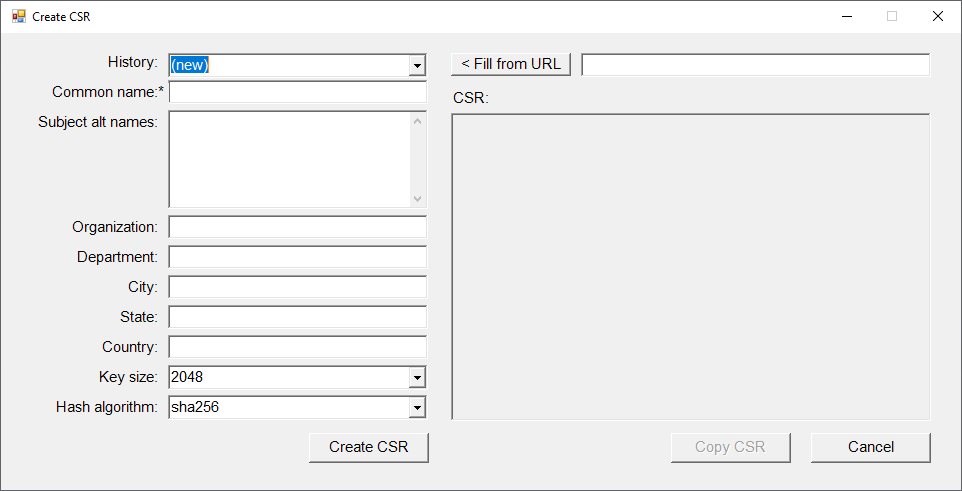 Create CSR
History: (new)
< Fill from URL
Common name:*
CSR:
Subject alt names:
Organization:
Department:
City:
State:
Country:
Key size: 2048
Hash algorithm: sha256
Create CSR
Copy CSR
Cancel